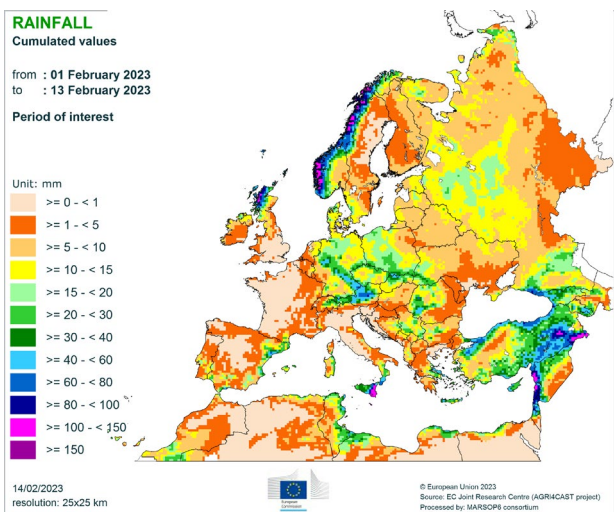 RAINFALL
Cumulated values
from : 01 February 2023
to : 13 February 2023
Period of interest
Unit: mm
>= 0 - < 1
>= 1 - < 5
>= 5 - < 10
>= 10 - < 15
>= 15 - < 20
>= 20 - < 30
>= 30 - < 40
>= 40 - < 60
>= 60 - < 80
>= 80 - < 100
>= 100 - < 150
>= 150
14/02/2023
resolution: 25x25 km
European
Commission
© European Union 2023
Source: EC Joint Research Centre (AGRI4CAST project)
Processed by: MARSOP6 consortium